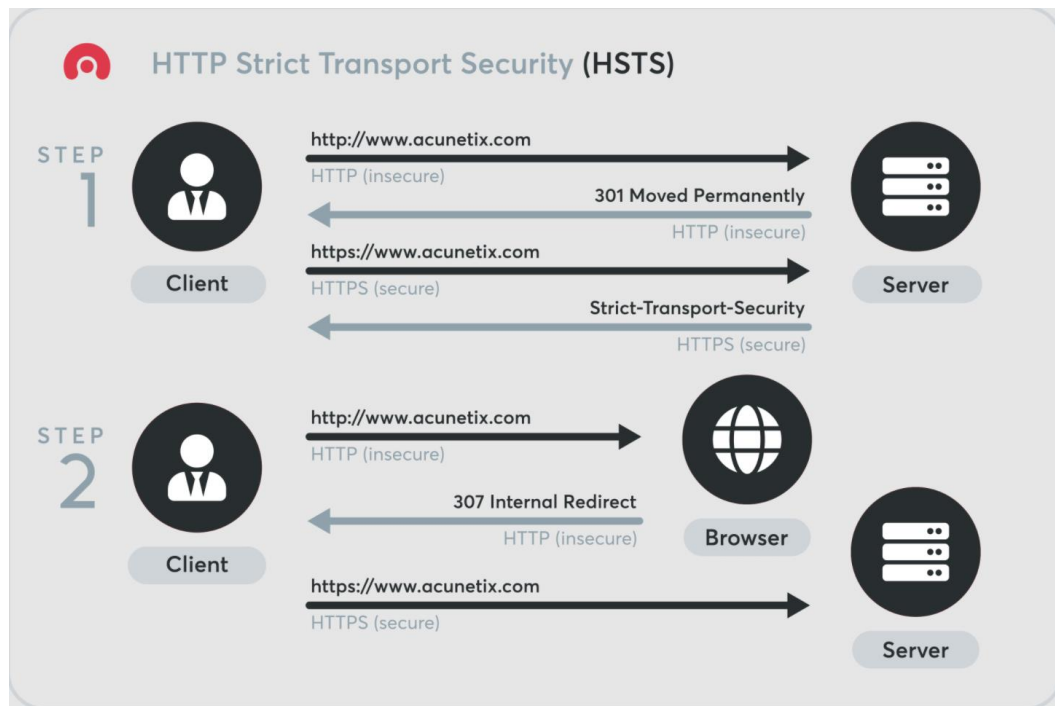 HTTP Strict Transport Security (HSTS)
STEP
1
http://www.acunetix.com
HTTP (insecure)
301 Moved Permanently
HTTP (insecure)
https://www.acunetix.com
HTTPS (secure)
Strict-Transport-Security
HTTPS (secure)
Client
Server
STEP
2
http://www.acunetix.com
HTTP (insecure)
307 Internal Redirect
HTTP (insecure)
Browser
Client
https://www.acunetix.com
HTTPS (secure)
Server